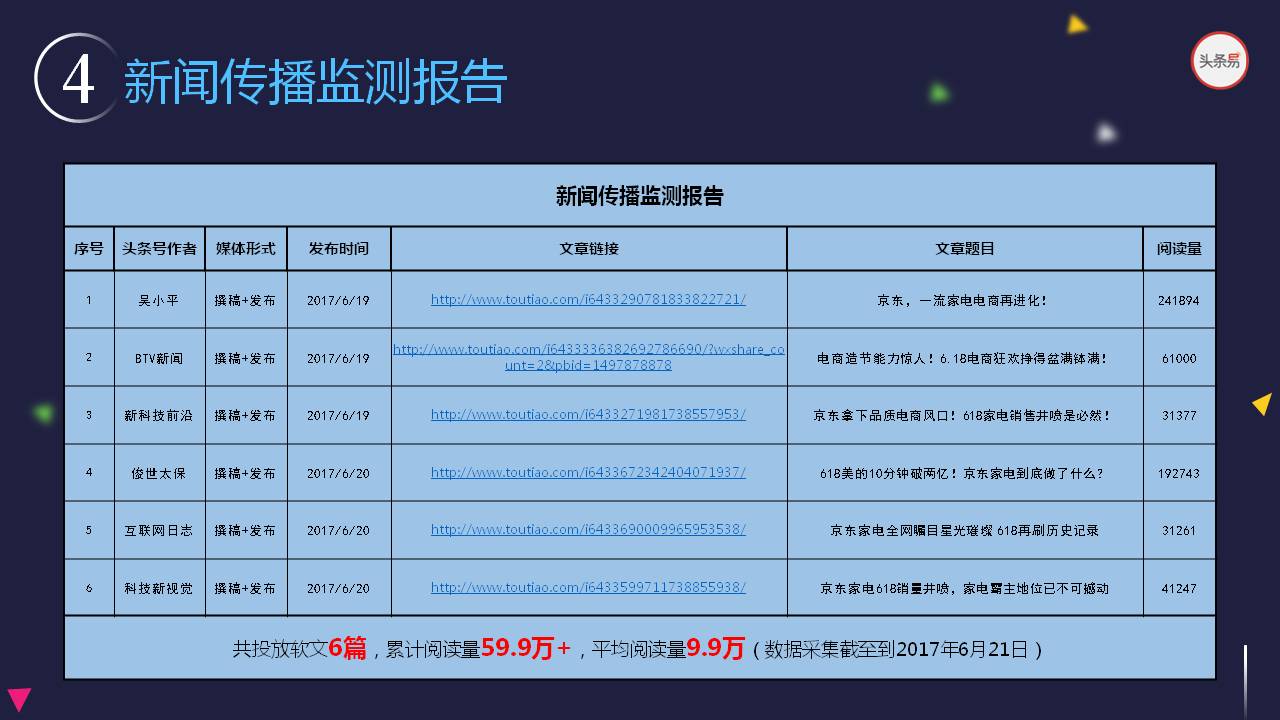 4 新闻传播监测报告
头条易
新闻传播监测报告
序号 头条号作者 媒体形式 发布时间 文章链接 文章题目 阅读量
1 吴小平 撰稿+发布 2017/6/19 http://www.toutiao.com/i6433290781833822721/ 京东，一流家电电商再进化！ 241894
2 BTV新闻 撰稿+发布 2017/6/19 http://www.toutiao.com/i6433336382692786690/?wxshare_co
unt=2&pbid=1497878878 电商造节能力惊人！6.18电商狂欢挣得盆满钵满！ 61000
3 新科技前沿 撰稿+发布 2017/6/19 http://www.toutiao.com/i6433271981738557953/ 京东拿下品质电商风口！618家电销售井喷是必然！ 31377
4 俊世太保 撰稿+发布 2017/6/20 http://www.toutiao.com/i6433672342404071937/ 618美的10分钟破两亿！京东家电到底做了什么？ 192743
5 互联网日志 撰稿+发布 2017/6/20 http://www.toutiao.com/i6433690009965953538/ 京东家电全网瞩目星光璀璨 618再刷历史记录 31261
6 科技新视觉 撰稿+发布 2017/6/20 http://www.toutiao.com/i6433599711738855938/ 京东家电618销量井喷，家电霸主地位已不可撼动 41247
共投放软文6篇，累计阅读量59.9万+，平均阅读量9.9万（数据采集截至到2017年6月21日）